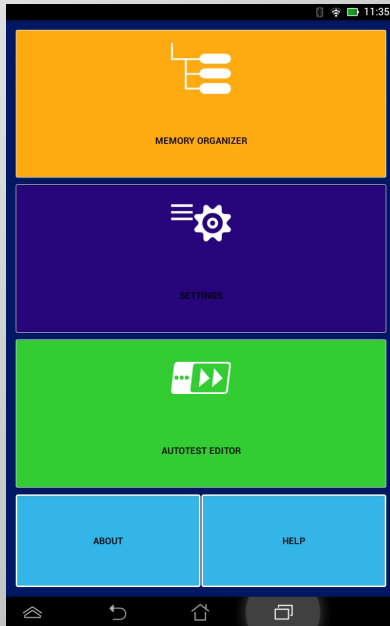 11:35
MEMORY ORGANIZER
SETTINGS
AUTOTEST EDITOR
ABOUT
HELP